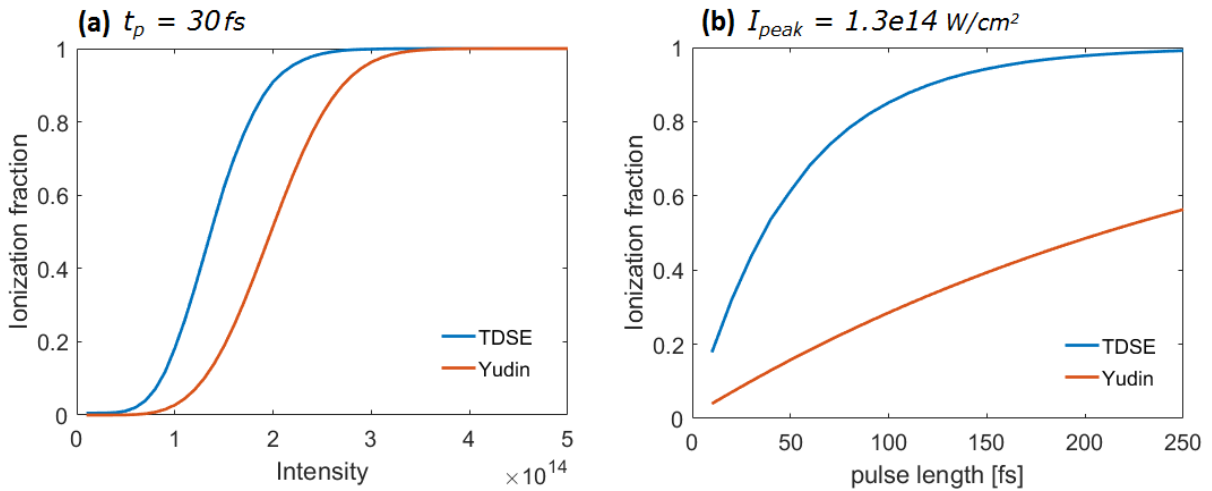 (a) t_p = 30 fs
1
0.8
0.6
0.4
0.2
0
Ionization fraction
0 1 2 3 4 5
Intensity
×10^14
TDSE
Yudin
(b) I_peak = 1.3e14 W/cm²
1
0.8
0.6
0.4
0.2
0
Ionization fraction
0 50 100 150 200 250
pulse length [fs]
TDSE
Yudin